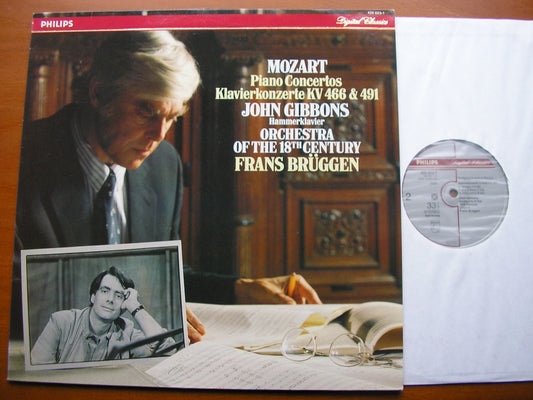 PHILIPS
Digital Classics
MOZART
Piano Concertos
Klavierkonzerte KV 466 & 491
JOHN GIBBONS
Hammerklavier
ORCHESTRA
OF THE 18TH CENTURY
FRANS BRÜGGEN
PHILIPS
Digital Classics
2
33